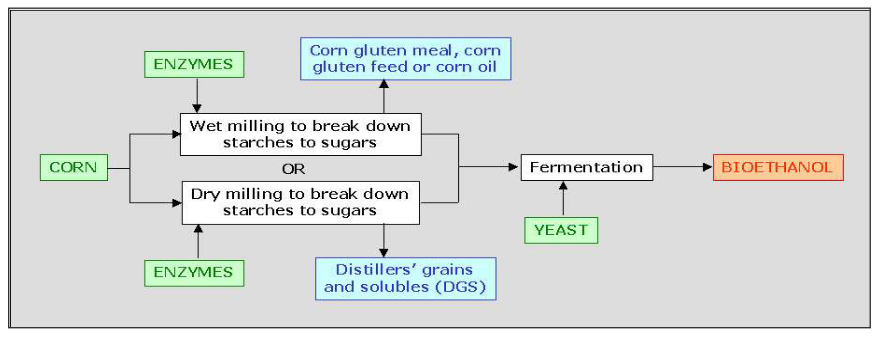 ENZYMES
Corn gluten meal, corn
gluten feed or corn oil
Wet milling to break down
starches to sugars
CORN
OR
Fermentation
BIOETHANOL
Dry milling to break down
starches to sugars
YEAST
ENZYMES
Distillers’ grains
and solubles (DGS)